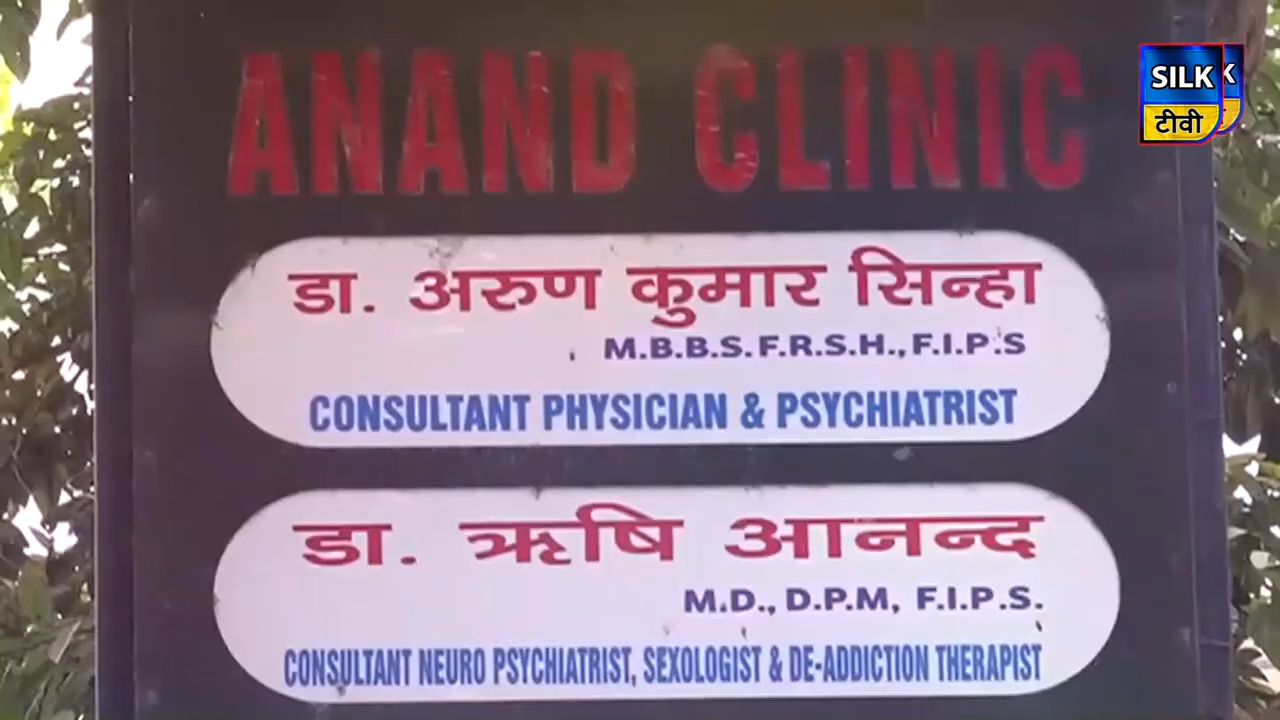 ANAND CLINIC
SILK
टीवी
डा. अरुण कुमार सिन्हा
M.B.B.S. F.R.S.H., F.I.P.S
CONSULTANT PHYSICIAN & PSYCHIATRIST
डा. ऋषि आनन्द
M.D., D.P.M, F.I.P.S.
CONSULTANT NEURO PSYCHIATRIST, SEXOLOGIST & DE-ADDICTION THERAPIST